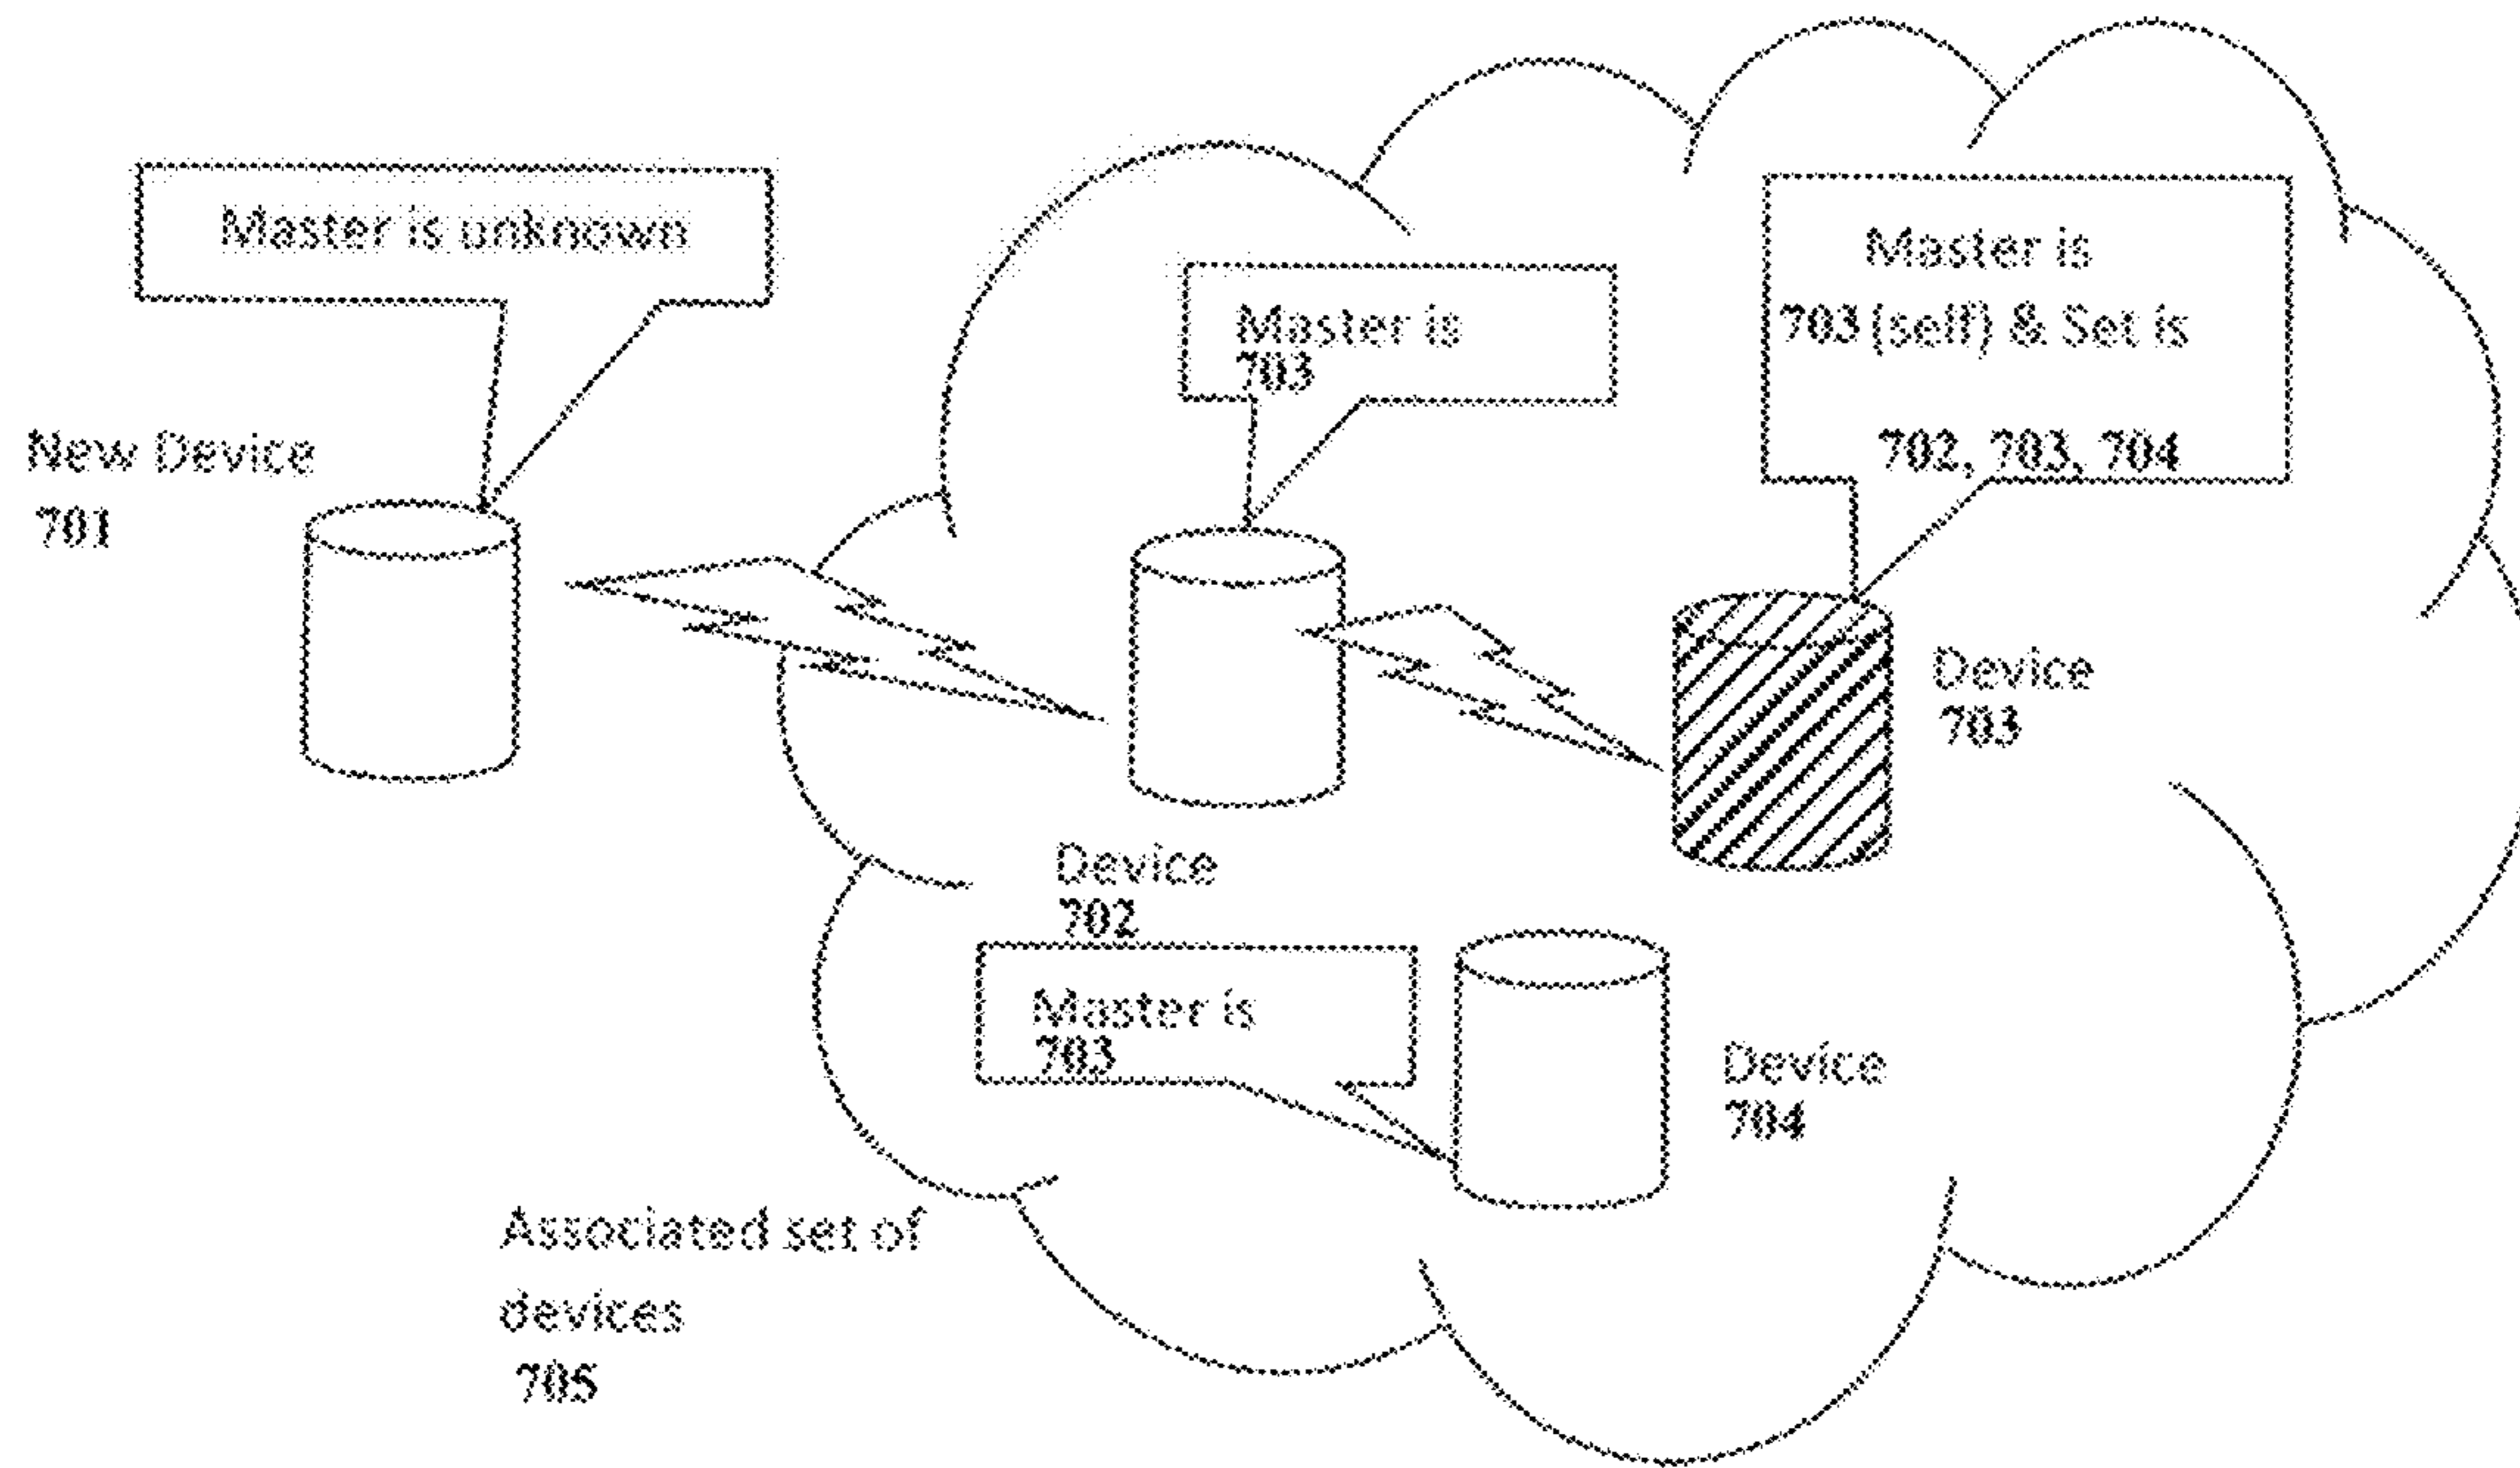 Master is unknown
New Device
701
Master is
703
Master is
703 (self) & Set is
702, 703, 704
Device
703
Device
702
Master is
703
Device
704
Associated set of
devices
705